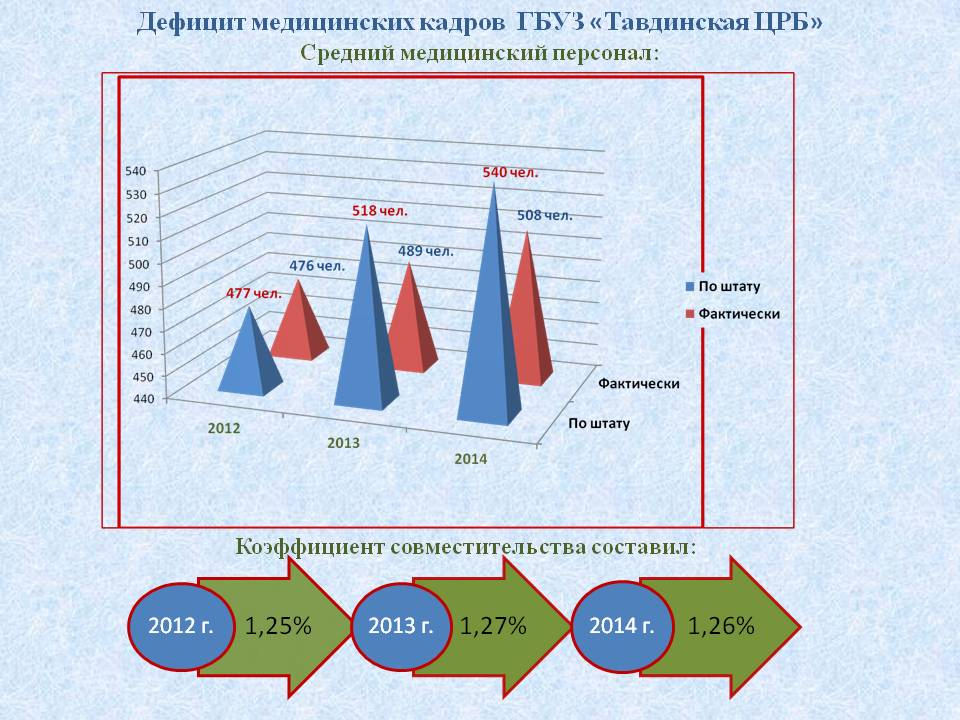 Дефицит медицинских кадров ГБУЗ «Тавдинская ЦРБ»
Средний медицинский персонал:
540
530
520
510
500
490
480
470
460
450
440
477 чел.
476 чел.
518 чел.
489 чел.
540 чел.
508 чел.
2012
2013
2014
Фактически
По штату
По штату
Фактически
Коэффициент совместительства составил:
2012 г. 1,25% 2013 г. 1,27% 2014 г. 1,26%